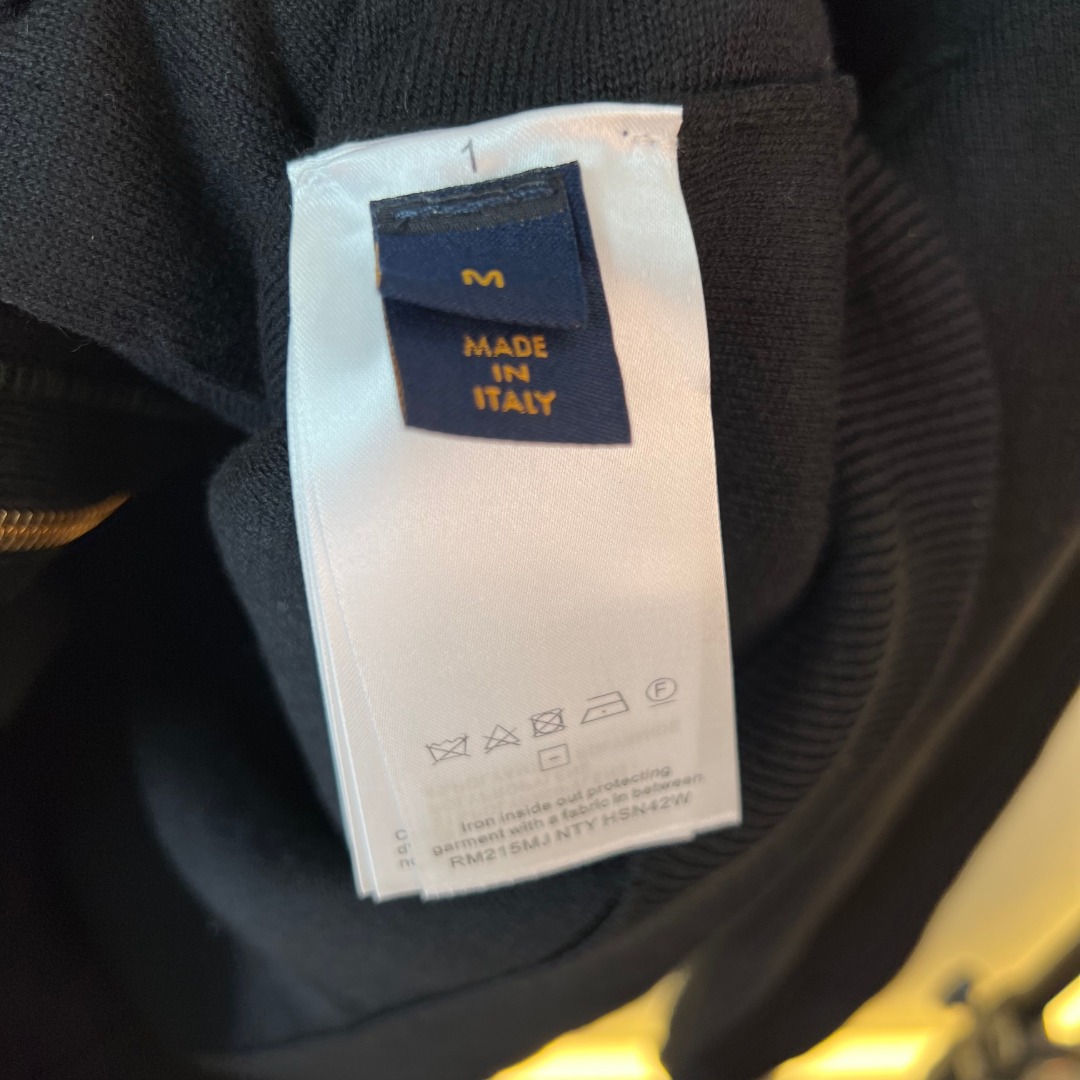 1
M
MADE
IN
ITALY
F
Iron inside out protecting
garment with a fabric in between
RM215MJ NTY HSN42W
C
d'